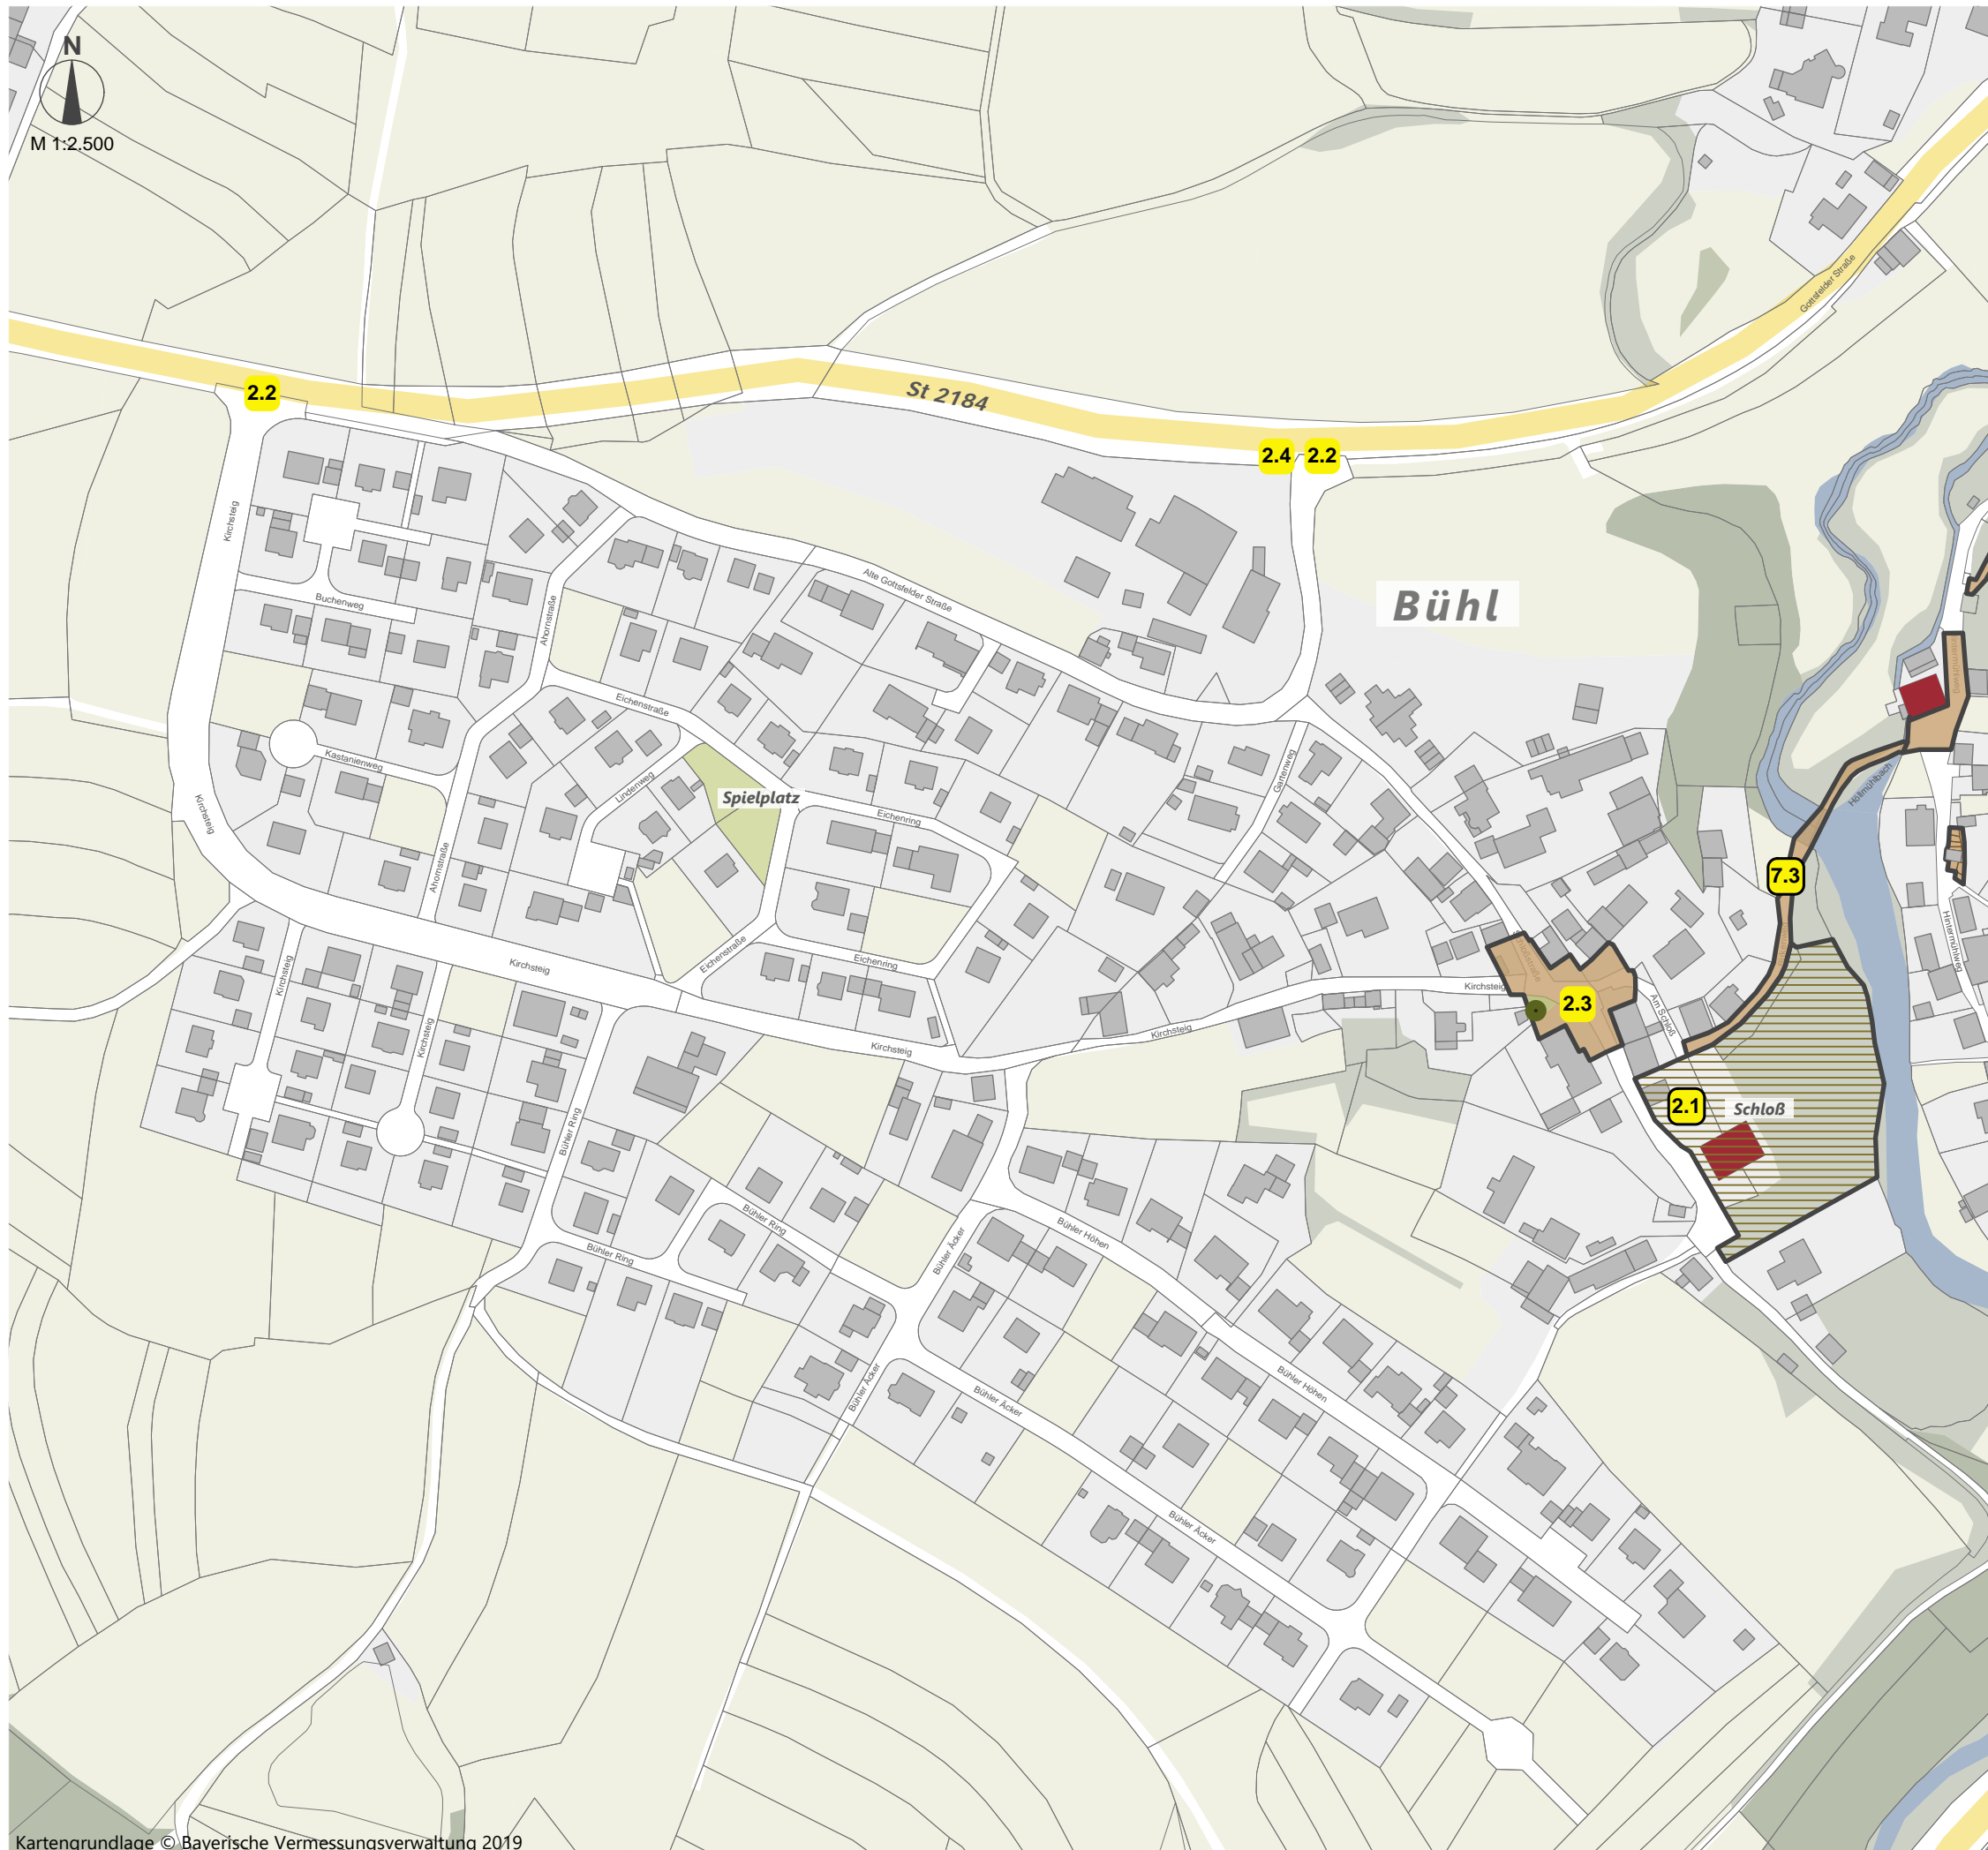 N
M 1:2.500
Gottsfelder Straße
2.2
St 2184
2.4
2.2
Kirchsteig
Alte Gottsfelder Straße
Bühl
Buchenweg
Ahornstraße
Eichenstraße
Gartenweg
Kastanienweg
Lindenweg
Spielplatz
Höllmühlbach
Kirchsteig
Eichenring
Ahornstraße
7.3
Hintermühlweg
Eichenstraße
Eichenring
Kirchsteig
Kirchsteig
Kirchsteig
2.3
Am Schloß
Kirchsteig
Kirchsteig
Kirchsteig
2.1
Schloß
Bühler Ring
Bühler Ring
Bühler Höhen
Bühler Ring
Bühler Äcker
Bühler Höhen
Bühler Äcker
Bühler Äcker
Bühler Äcker
Kartengrundlage © Bayerische Vermessungsverwaltung 2019